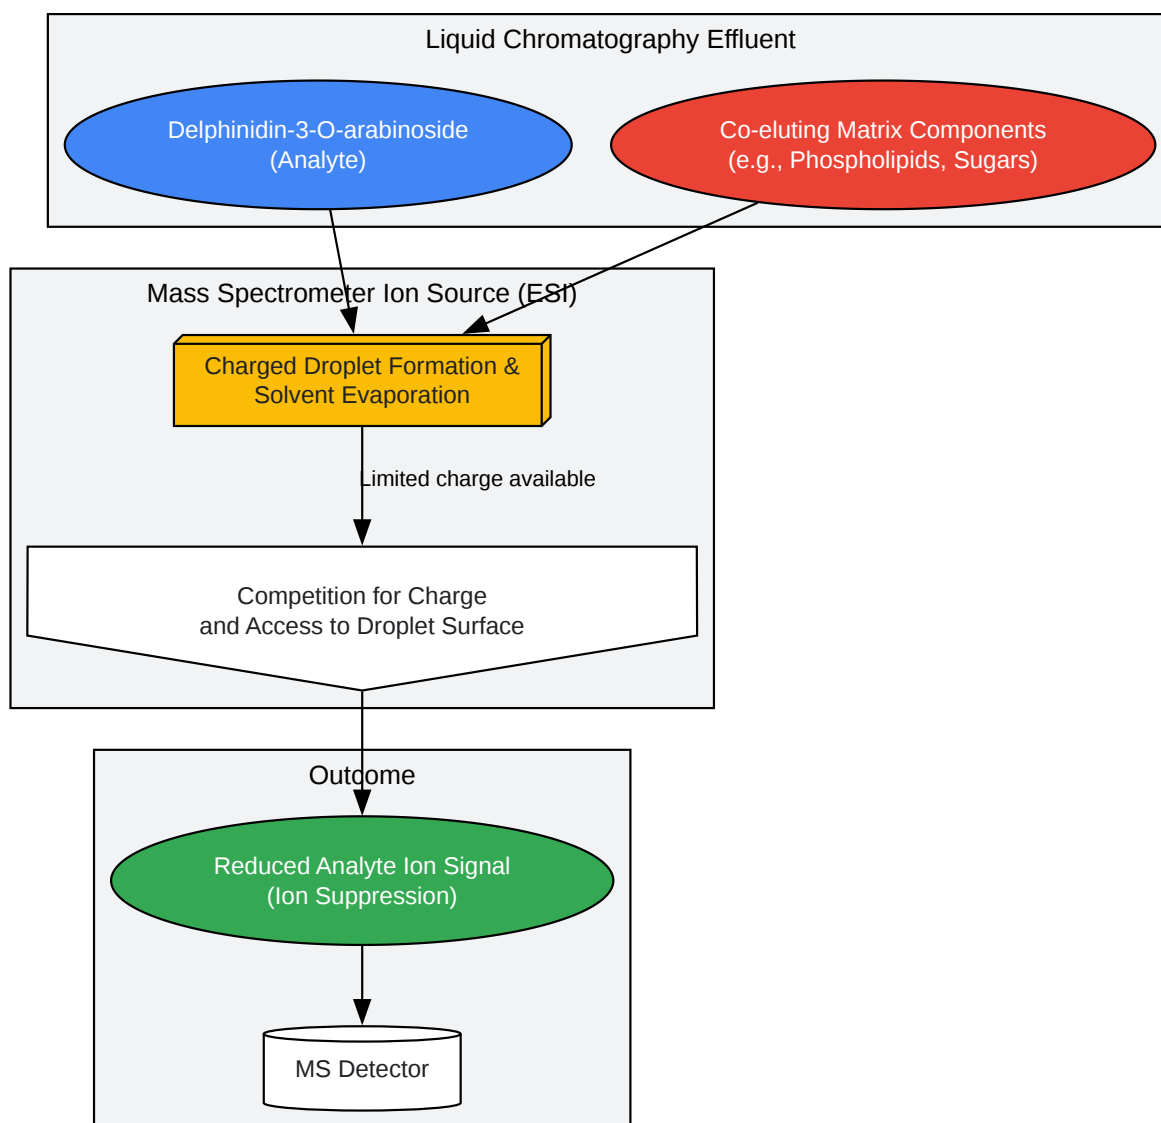 Liquid Chromatography Effluent
Delphinidin-3-O-arabinoside
(Analyte)
Co-eluting Matrix Components
(e.g., Phospholipids, Sugars)
Mass Spectrometer Ion Source (ESI)
Charged Droplet Formation &
Solvent Evaporation
Limited charge available
Competition for Charge
and Access to Droplet Surface
Outcome
Reduced Analyte Ion Signal
(Ion Suppression)
MS Detector